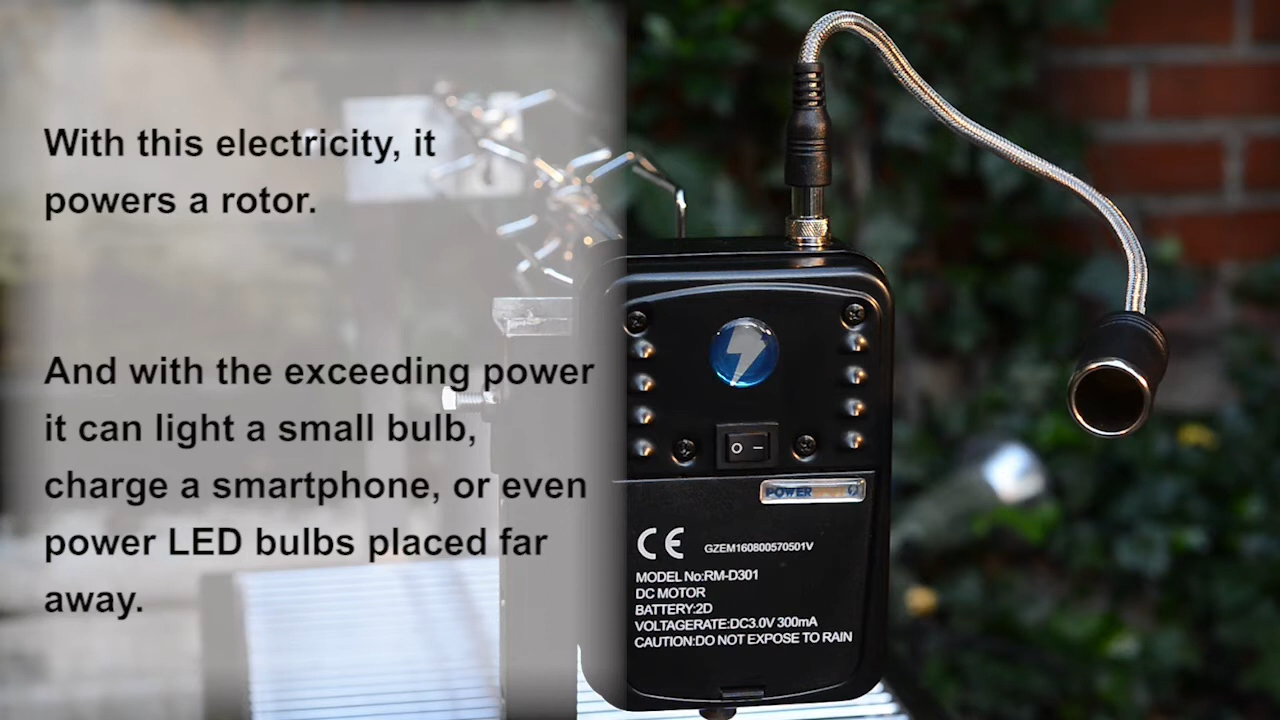 With this electricity, it
powers a rotor.
And with the exceeding power
it can light a small bulb,
charge a smartphone, or even
power LED bulbs placed far
away.
POWER
CE GZEM160800570501V
MODEL No:RM-D301
DC MOTOR
BATTERY:2D
VOLTAGERATE:DC3.0V 300mA
CAUTION:DO NOT EXPOSE TO RAIN